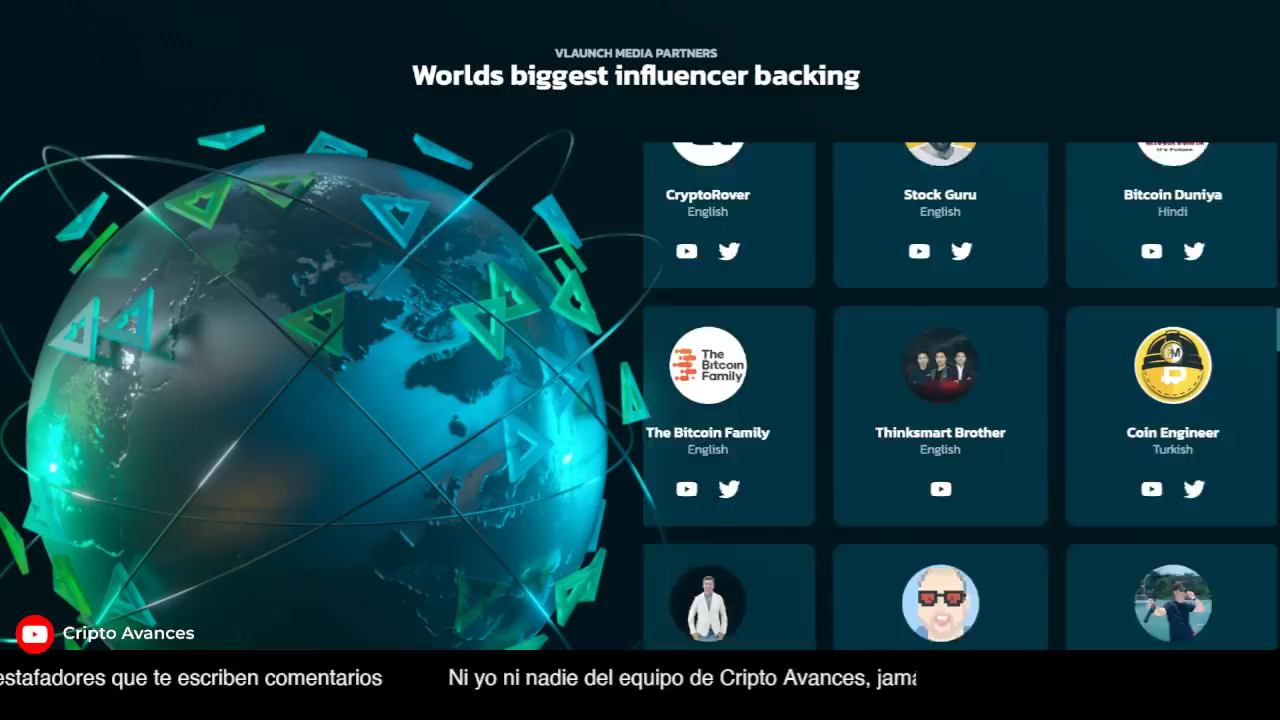 VLAUNCH MEDIA PARTNERS
Worlds biggest influencer backing
CryptoRover
English
Stock Guru
English
Bitcoin Duniya
Hindi
The Bitcoin Family
The Bitcoin Family
English
Thinksmart Brother
English
Coin Engineer
Turkish
Cripto Avances
estafadores que te escriben comentarios
Ni yo ni nadie del equipo de Cripto Avances, jamá